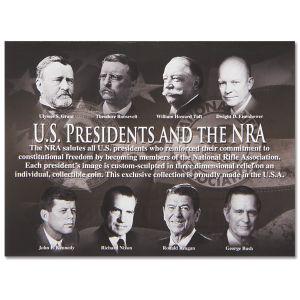 Ulysses S. Grant Theodore Roosevelt William Howard Taft Dwight D. Eisenhower
U.S. PRESIDENTS AND THE NRA
The NRA salutes all U.S. presidents who reinforced their commitment to
constitutional freedom by becoming members of the National Rifle Association.
Each president's image is custom-sculpted in three dimensional relief on an
individual, collectible coin. This exclusive collection is proudly made in the U.S.A.
John F. Kennedy Richard Nixon Ronald Reagan George Bush